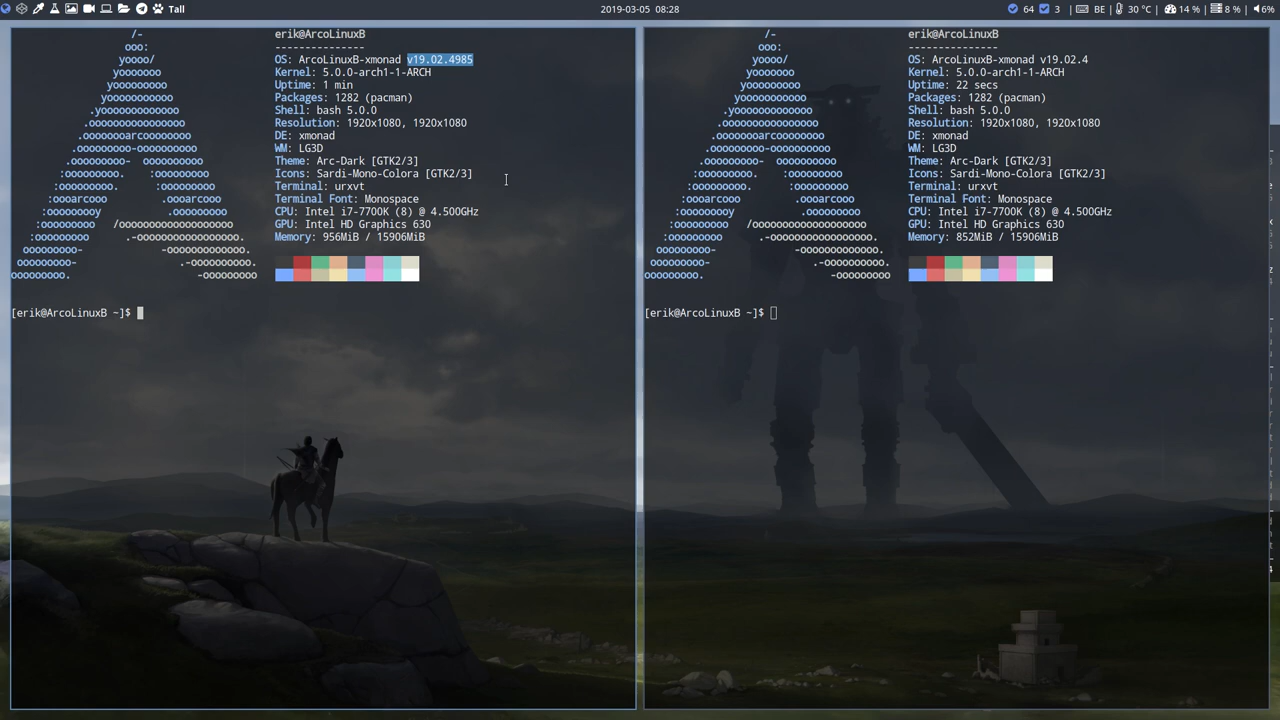 Tall
2019-03-05 08:28
64 3 | BE | 30 °C | 14 % | 8 % | 6%
erik@ArcoLinuxB
---------------
OS: ArcoLinuxB-xmonad v19.02.4985
Kernel: 5.0.0-arch1-1-ARCH
Uptime: 1 min
Packages: 1282 (pacman)
Shell: bash 5.0.0
Resolution: 1920x1080, 1920x1080
DE: xmonad
WM: LG3D
Theme: Arc-Dark [GTK2/3]
Icons: Sardi-Mono-Colora [GTK2/3]
Terminal: urxvt
Terminal Font: Monospace
CPU: Intel i7-7700K (8) @ 4.500GHz
GPU: Intel HD Graphics 630
Memory: 956MiB / 15906MiB
[erik@ArcoLinuxB ~]$
erik@ArcoLinuxB
---------------
OS: ArcoLinuxB-xmonad v19.02.4
Kernel: 5.0.0-arch1-1-ARCH
Uptime: 22 secs
Packages: 1282 (pacman)
Shell: bash 5.0.0
Resolution: 1920x1080, 1920x1080
DE: xmonad
WM: LG3D
Theme: Arc-Dark [GTK2/3]
Icons: Sardi-Mono-Colora [GTK2/3]
Terminal: urxvt
Terminal Font: Monospace
CPU: Intel i7-7700K (8) @ 4.500GHz
GPU: Intel HD Graphics 630
Memory: 852MiB / 15906MiB
[erik@ArcoLinuxB ~]$